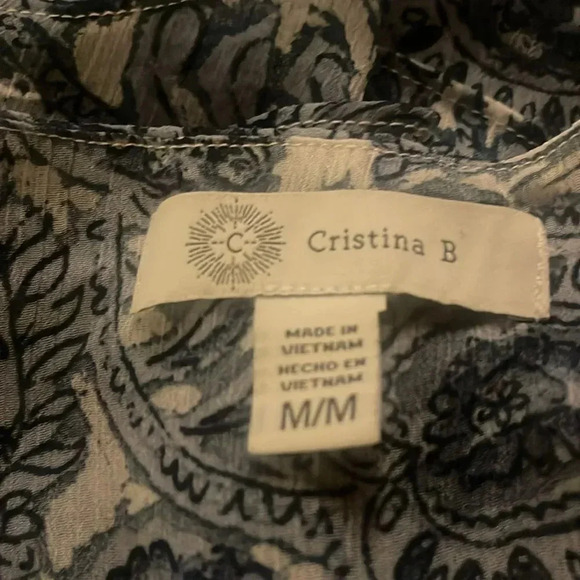 --C--
Cristina B
MADE IN
VIETNAM
HECHO EN
VIETNAM
M/M